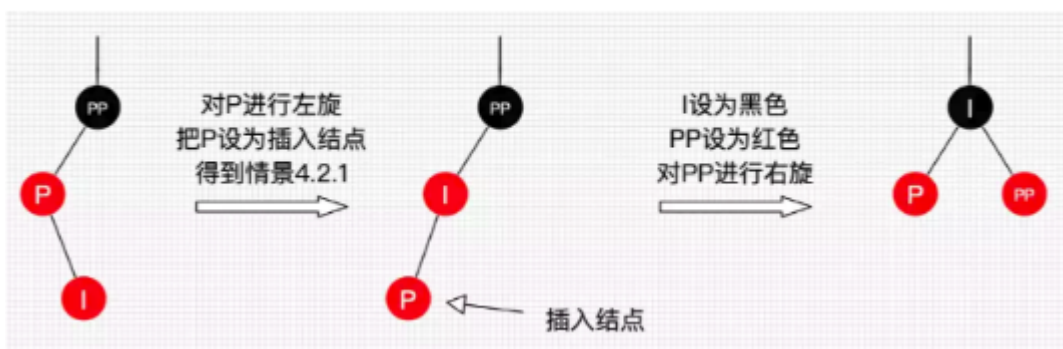 PP
对P进行左旋
把P设为插入结点
得到情景4.2.1
P
I
PP
I
P
插入结点
I设为黑色
PP设为红色
对PP进行右旋
I
P
PP